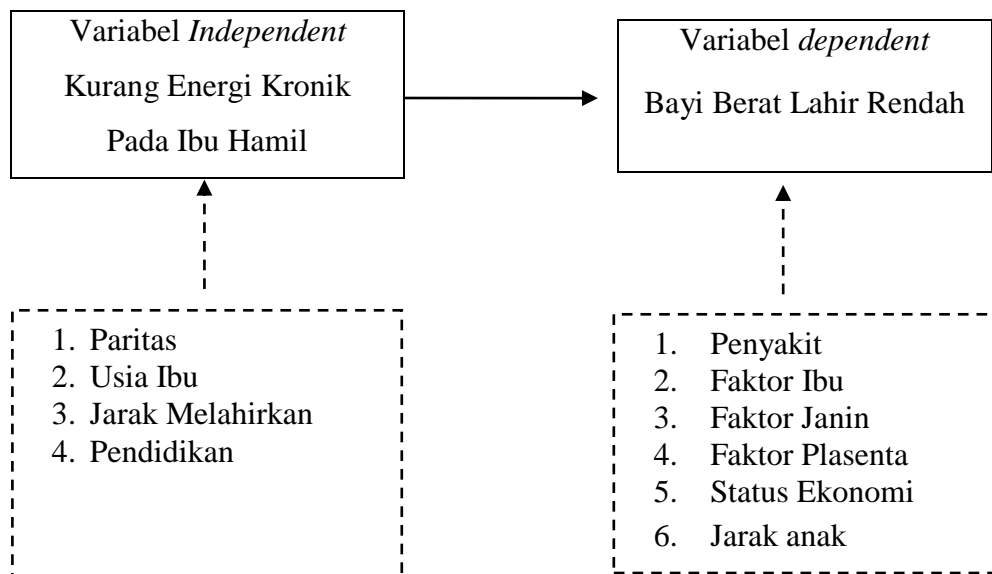 Variabel Independent
Kurang Energi Kronik
Pada Ibu Hamil
Variabel dependent
Bayi Berat Lahir Rendah
1. Paritas
2. Usia Ibu
3. Jarak Melahirkan
4. Pendidikan
1. Penyakit
2. Faktor Ibu
3. Faktor Janin
4. Faktor Plasenta
5. Status Ekonomi
6. Jarak anak